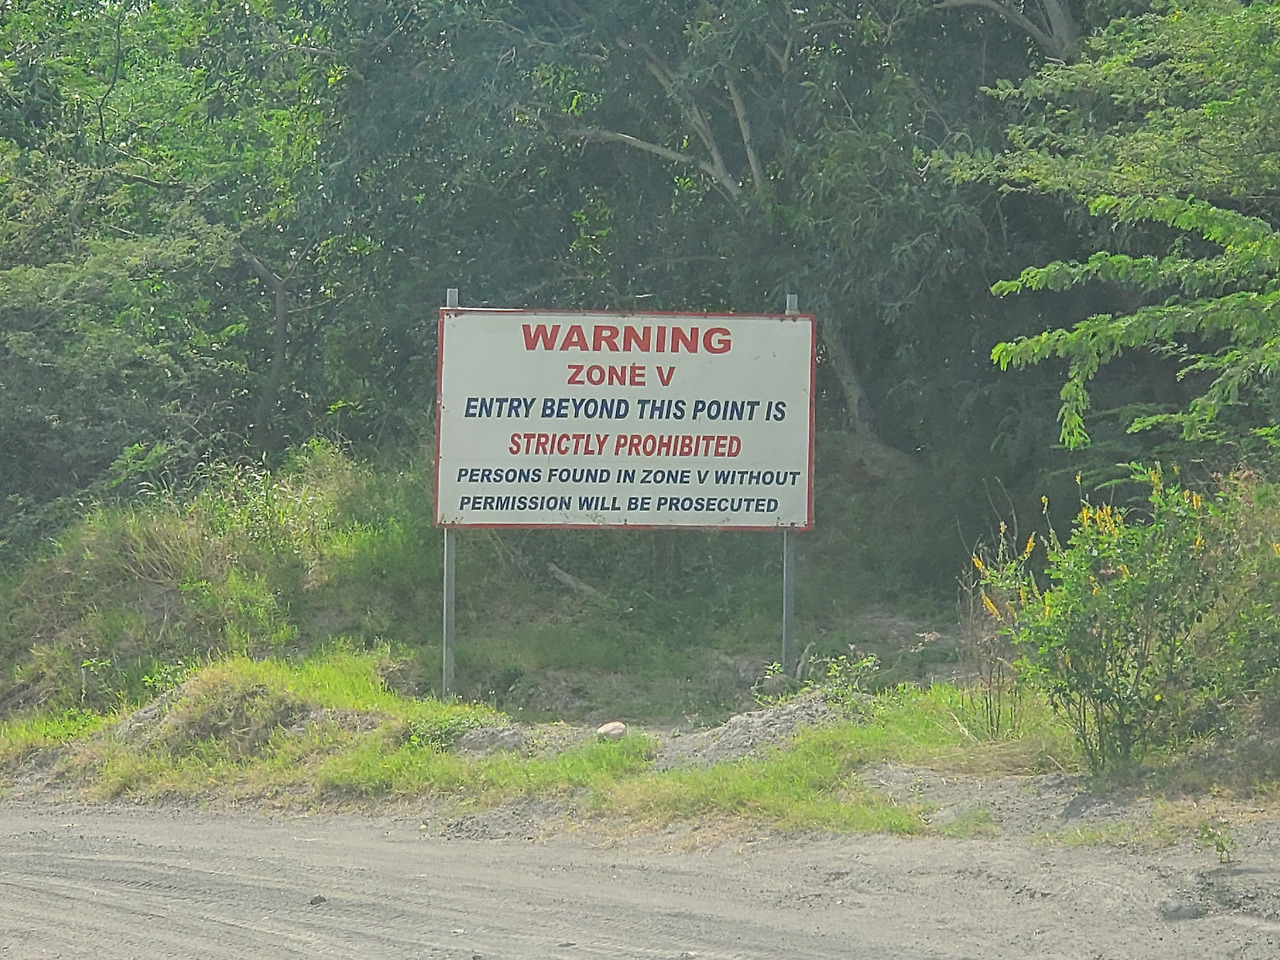 WARNING
ZONE V
ENTRY BEYOND THIS POINT IS
STRICTLY PROHIBITED
PERSONS FOUND IN ZONE V WITHOUT
PERMISSION WILL BE PROSECUTED